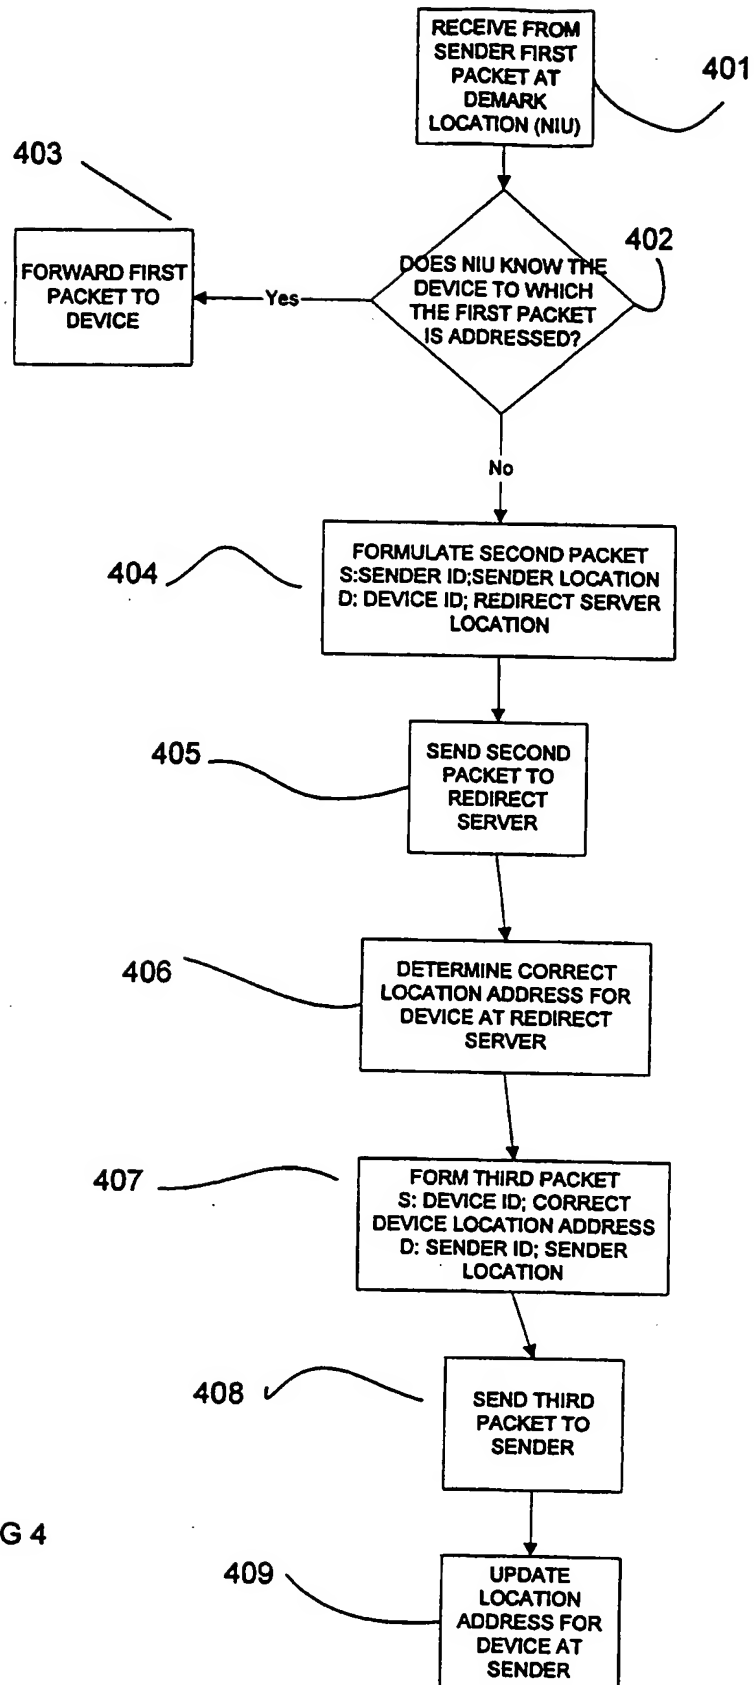 RECEIVE FROM
SENDER FIRST
PACKET AT
DEMARK
LOCATION (NIU)
401
403
402
DOES NIU KNOW THE
DEVICE TO WHICH
THE FIRST PACKET
IS ADDRESSED?
Yes
FORWARD FIRST
PACKET TO
DEVICE
No
404
FORMULATE SECOND PACKET
S:SENDER ID;SENDER LOCATION
D: DEVICE ID; REDIRECT SERVER
LOCATION
405
SEND SECOND
PACKET TO
REDIRECT
SERVER
406
DETERMINE CORRECT
LOCATION ADDRESS FOR
DEVICE AT REDIRECT
SERVER
407
FORM THIRD PACKET
S: DEVICE ID; CORRECT
DEVICE LOCATION ADDRESS
D: SENDER ID; SENDER
LOCATION
408
SEND THIRD
PACKET TO
SENDER
G 4
409
UPDATE
LOCATION
ADDRESS FOR
DEVICE AT
SENDER